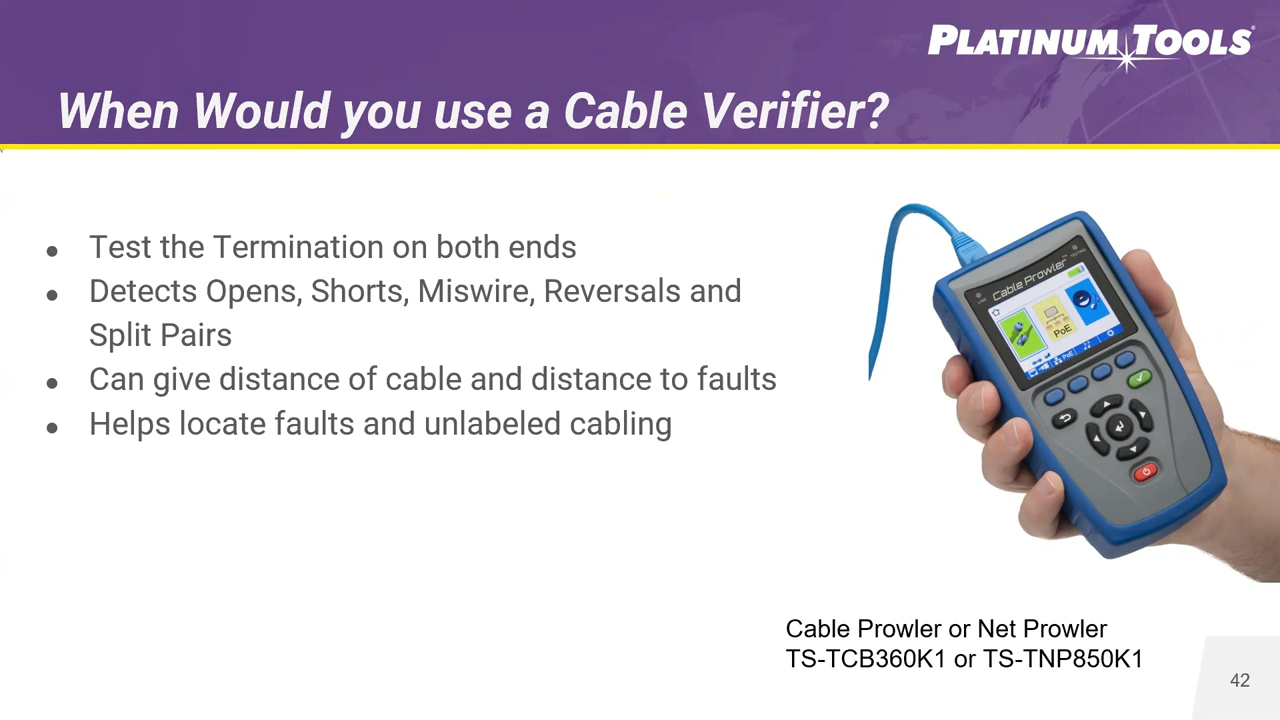 PLATINUM TOOLS
When Would you use a Cable Verifier?
● Test the Termination on both ends
● Detects Opens, Shorts, Miswire, Reversals and
Split Pairs
● Can give distance of cable and distance to faults
● Helps locate faults and unlabeled cabling
Cable Prowler
PoE
PoE
Cable Prowler or Net Prowler
TS-TCB360K1 or TS-TNP850K1
42